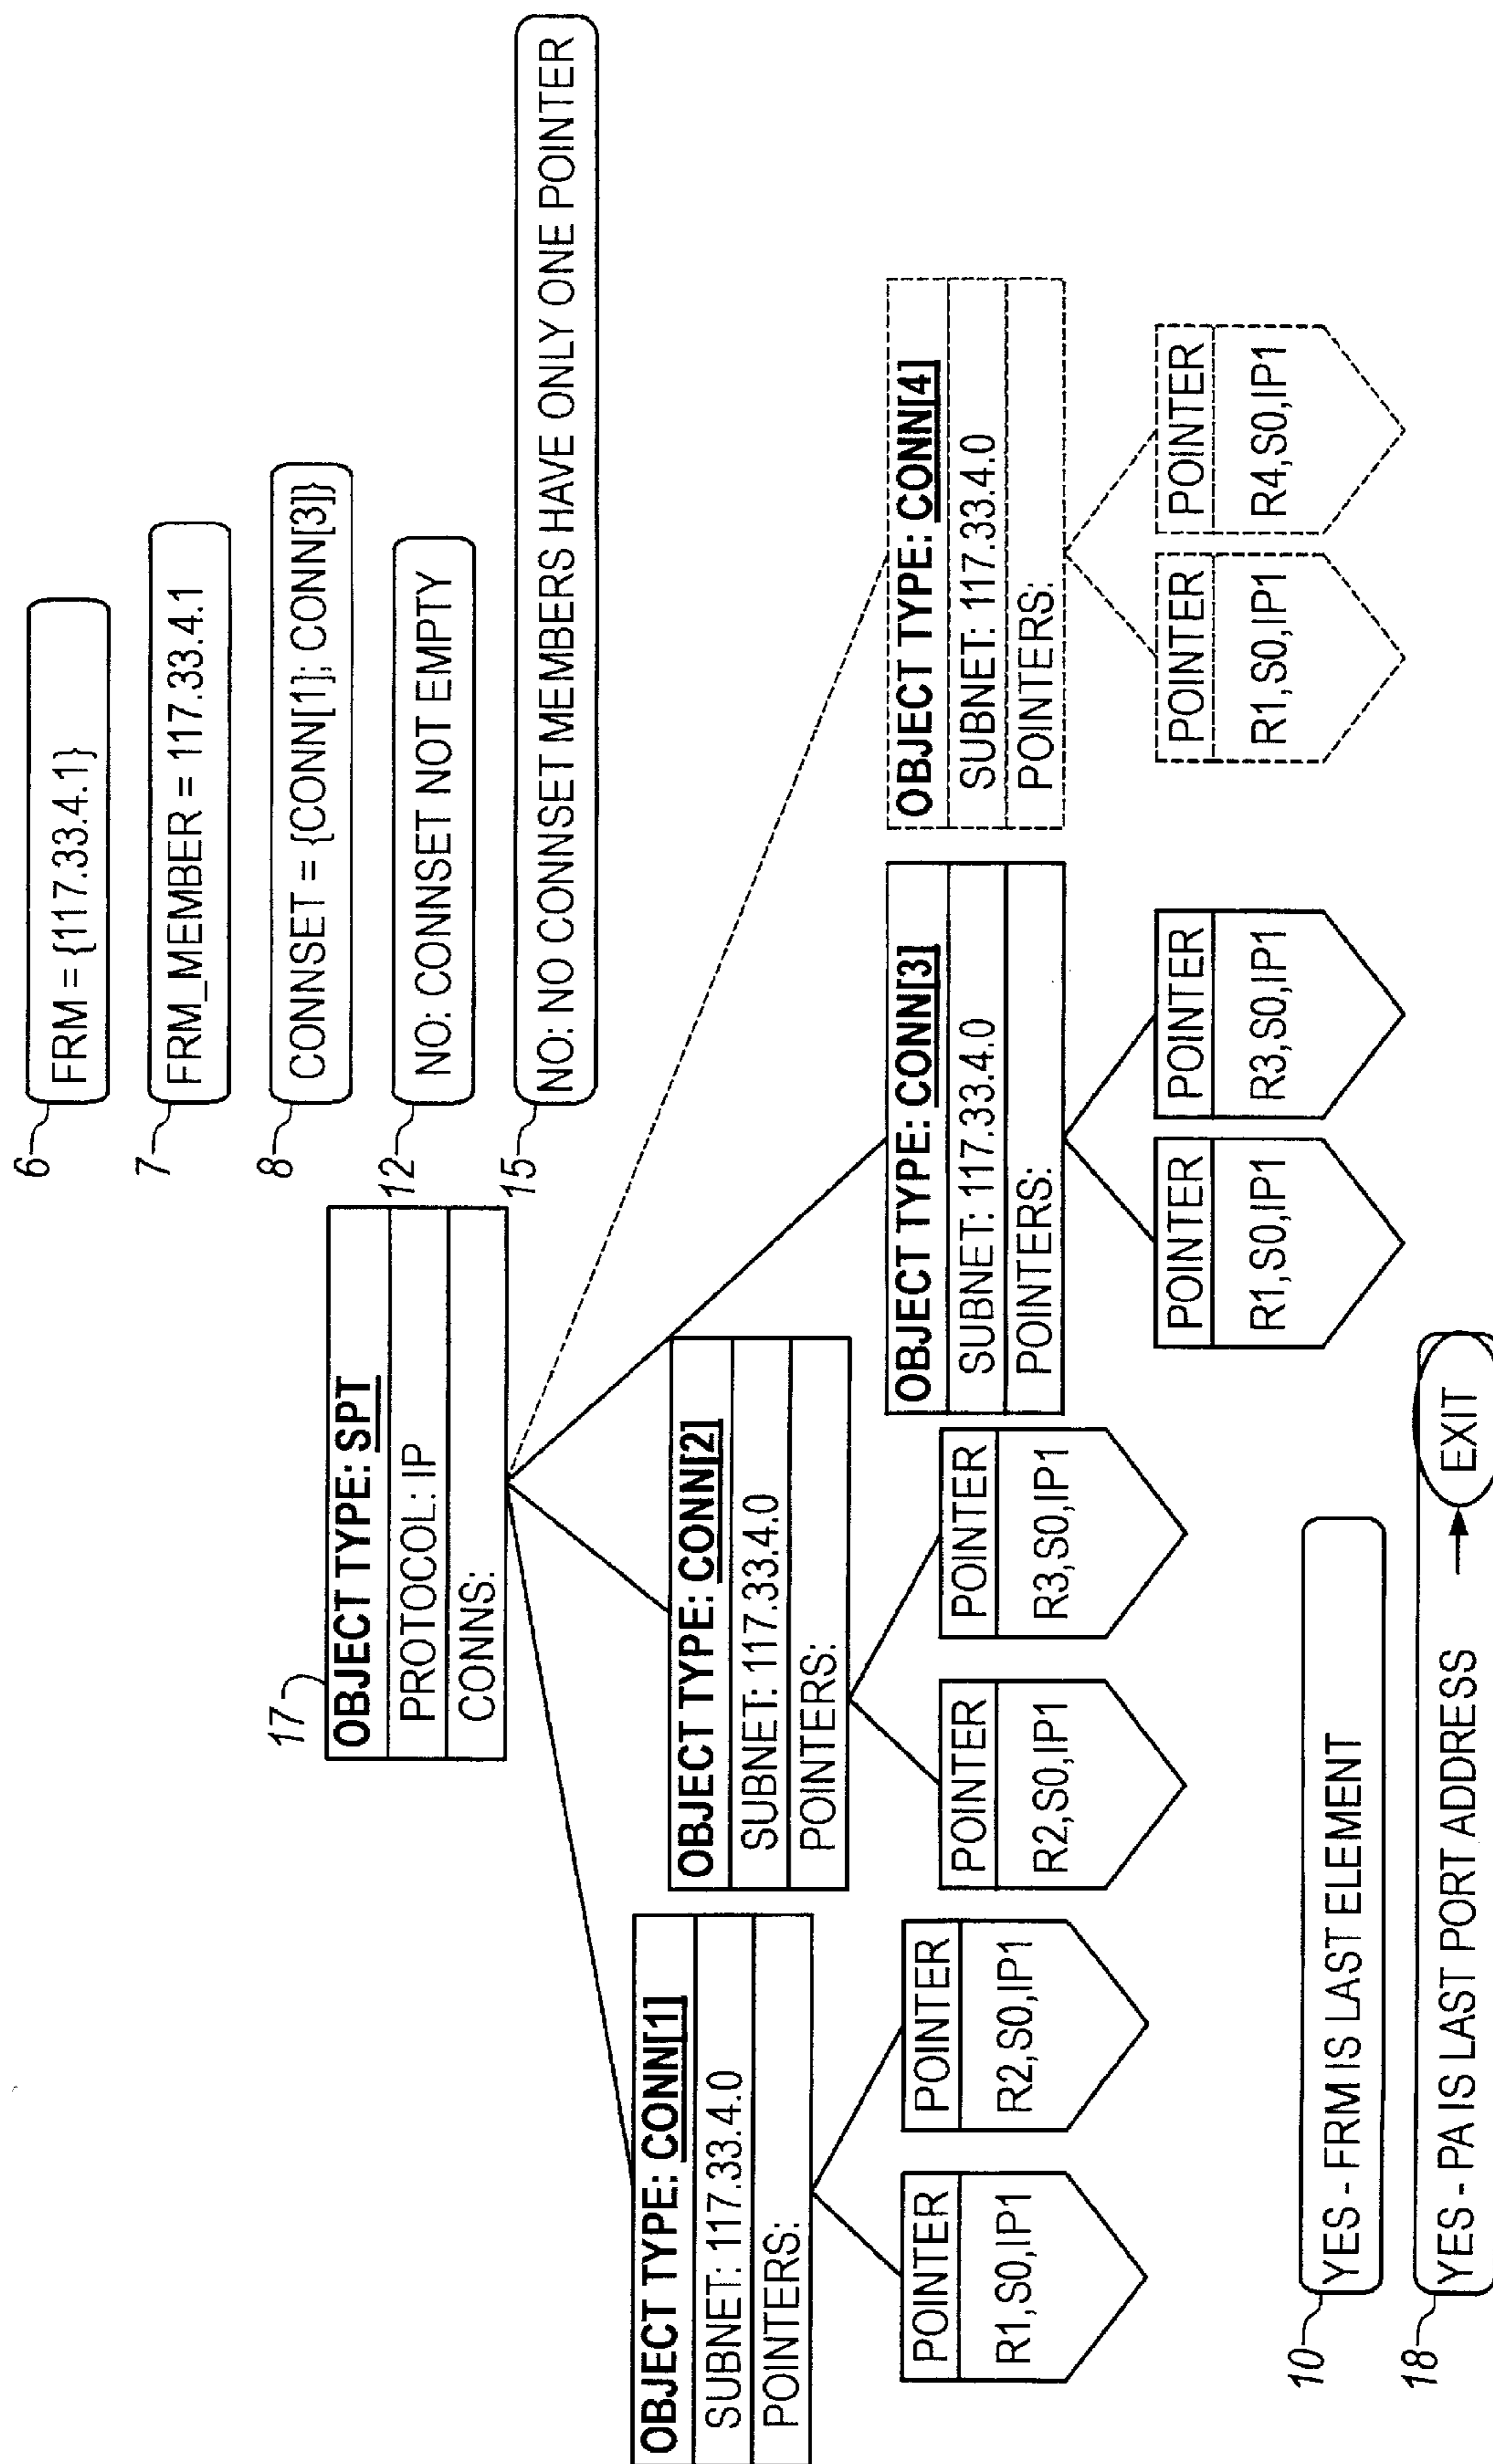 6
FRM = {117.33.4.1}
7
FRM_MEMBER = 117.33.4.1
8
CONNSET = {CONN[1]; CONN[3]}
12
NO: CONNSET NOT EMPTY
15
NO: NO CONNSET MEMBERS HAVE ONLY ONE POINTER
17
OBJECT TYPE: SPT
PROTOCOL: IP
CONNS:
OBJECT TYPE: CONN[1]
SUBNET: 117.33.4.0
POINTERS:
POINTER
R1,S0,IP1
POINTER
R2,S0,IP1
OBJECT TYPE: CONN[2]
SUBNET: 117.33.4.0
POINTERS:
POINTER
R2,S0,IP1
POINTER
R3,S0,IP1
OBJECT TYPE: CONN[3]
SUBNET: 117.33.4.0
POINTERS:
POINTER
R1,S0,IP1
POINTER
R3,S0,IP1
OBJECT TYPE: CONN[4]
SUBNET: 117.33.4.0
POINTERS:
POINTER
R1,S0,IP1
POINTER
R4,S0,IP1
10
YES - FRM IS LAST ELEMENT
18
YES - PA IS LAST PORT ADDRESS
EXIT